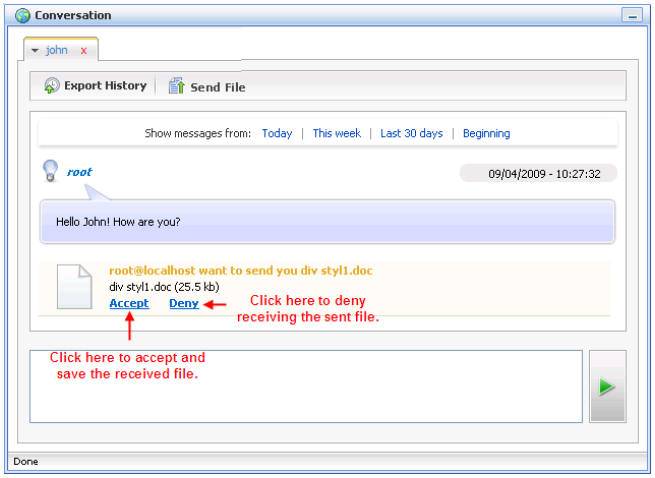 Conversation
john x
Export History | Send File
Show messages from: Today | This week | Last 30 days | Beginning
root 09/04/2009 - 10:27:32
Hello John! How are you?
root@localhost want to send you div styl1.doc
div styl1.doc (25.5 kb)
Accept Deny
Click here to deny
receiving the sent file.
Click here to accept and
save the received file.
Done